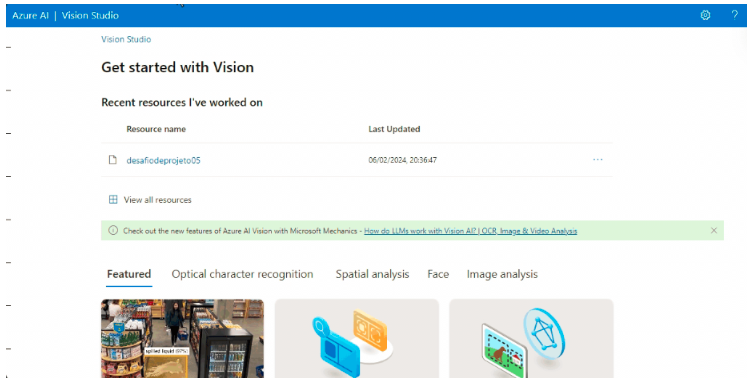 Azure AI | Vision Studio
?
Vision Studio
Get started with Vision
Recent resources I've worked on
Resource name Last Updated
desafiodeprojeto05 06/02/2024, 20:36:47 ...
View all resources
Check out the new features of Azure AI Vision with Microsoft Mechanics - How do LLMs work with Vision AI? | OCR, Image & Video Analysis
Featured Optical character recognition Spatial analysis Face Image analysis
spilled liquid (97%)